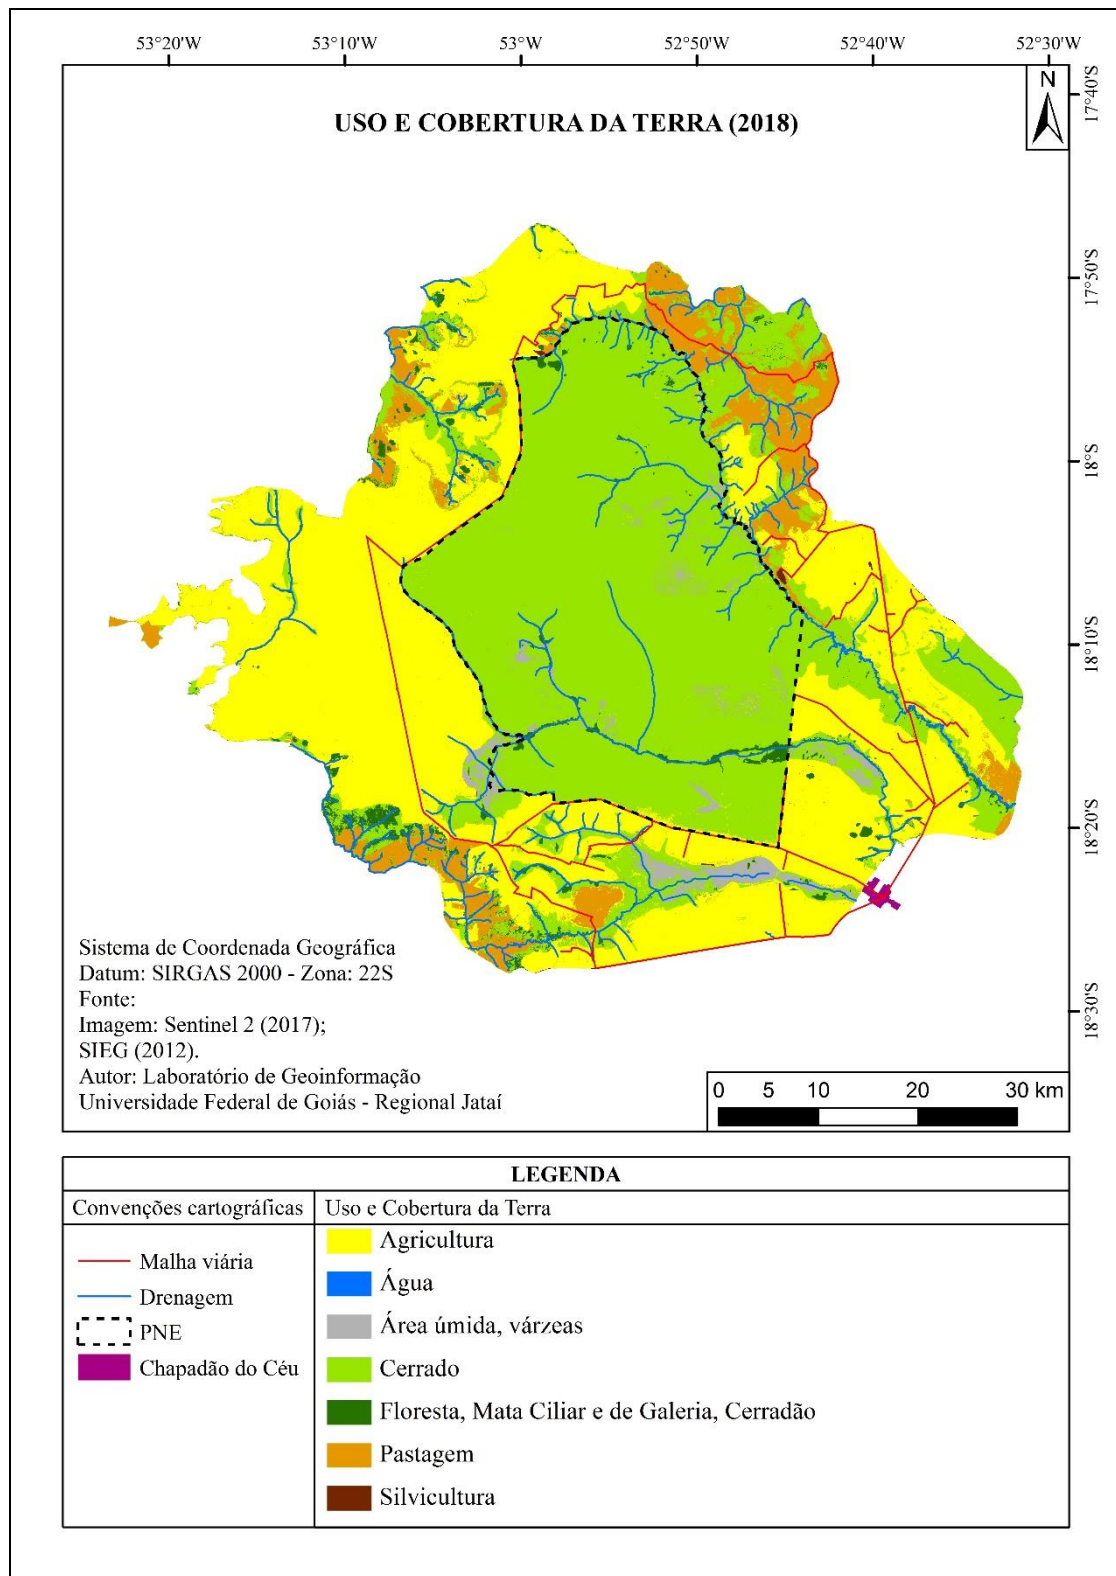 53°20'W 53°10'W 53°W 52°50'W 52°40'W 52°30'W
N
17°40'S
USO E COBERTURA DA TERRA (2018)
17°50'S
18°S
18°10'S
18°20'S
18°30'S
Sistema de Coordenada Geográfica
Datum: SIRGAS 2000 - Zona: 22S
Fonte:
Imagem: Sentinel 2 (2017);
SIEG (2012).
Autor: Laboratório de Geoinformação
Universidade Federal de Goiás - Regional Jataí
0 5 10 20 30 km
LEGENDA
Convenções cartográficas
Malha viária
Drenagem
PNE
Chapadão do Céu
Uso e Cobertura da Terra
Agricultura
Água
Área úmida, várzeas
Cerrado
Floresta, Mata Ciliar e de Galeria, Cerradão
Pastagem
Silvicultura